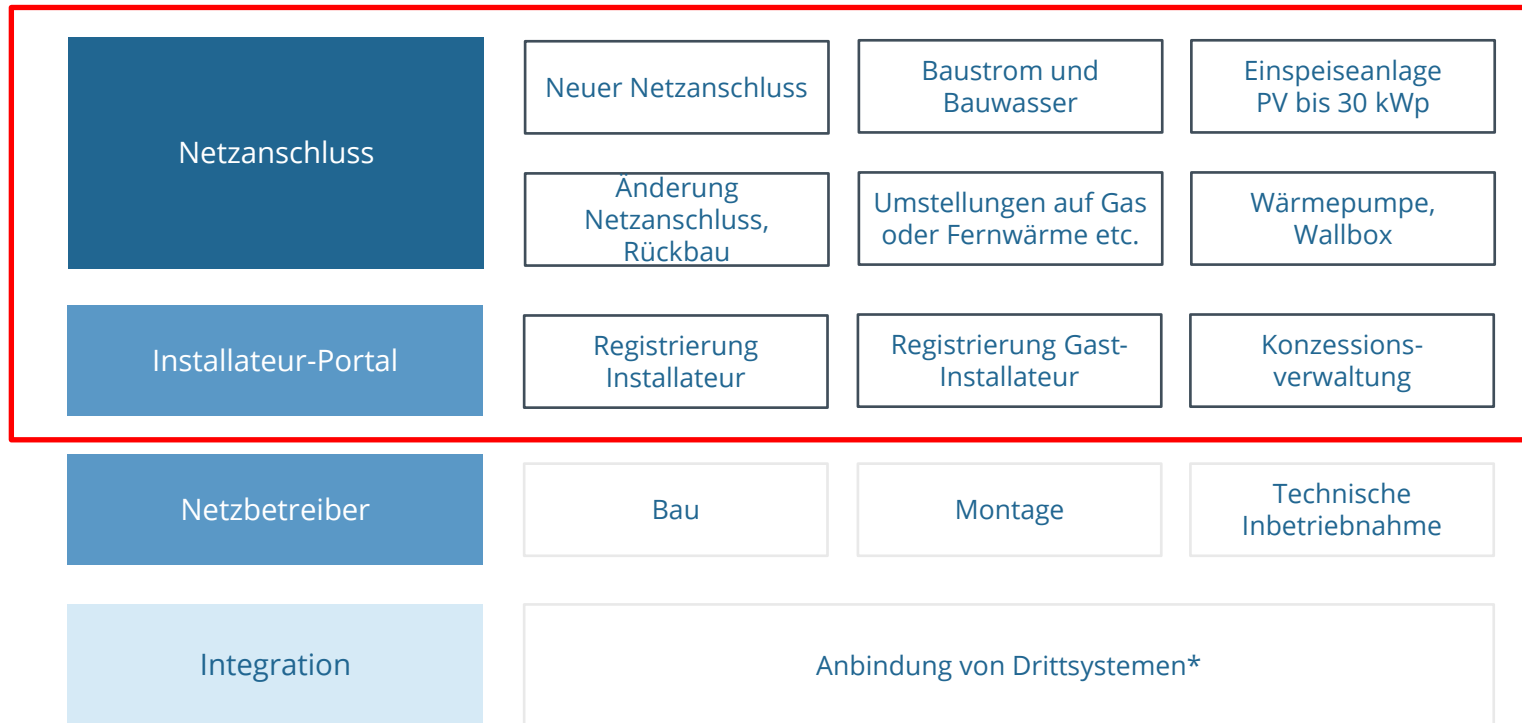 Netzanschluss
Neuer Netzanschluss
Baustrom und
Bauwasser
Einspeiseanlage
PV bis 30 kWp
Änderung
Netzanschluss,
Rückbau
Umstellungen auf Gas
oder Fernwärme etc.
Wärmepumpe,
Wallbox
Installateur-Portal
Registrierung
Installateur
Registrierung Gast-
Installateur
Konzessions-
verwaltung
Netzbetreiber
Bau
Montage
Technische
Inbetriebnahme
Integration
Anbindung von Drittsystemen*